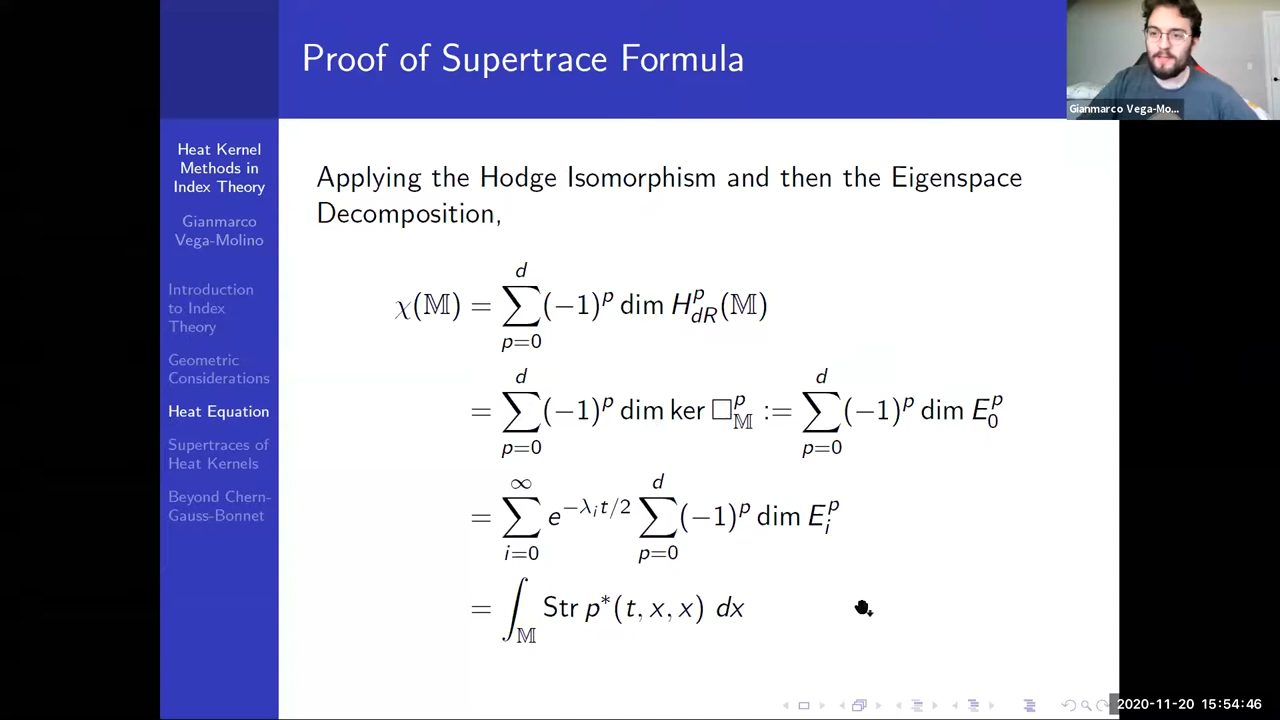 Proof of Supertrace Formula
Gianmarco Vega-Mo...
Heat Kernel
Methods in
Index Theory
Gianmarco
Vega-Molino
Introduction
to Index
Theory
Geometric
Considerations
Heat Equation
Supertraces of
Heat Kernels
Beyond Chern-
Gauss-Bonnet
Applying the Hodge Isomorphism and then the Eigenspace
Decomposition,
χ(𝕄) = ∑_{p=0}^{d} (−1)^p dim H^p_{dR}(𝕄)
= ∑_{p=0}^{d} (−1)^p dim ker □^p_𝕄 := ∑_{p=0}^{d} (−1)^p dim E^p_0
= ∑_{i=0}^{∞} e^{−λ_i t/2} ∑_{p=0}^{d} (−1)^p dim E^p_i
= ∫_𝕄 Str p*(t, x, x) dx
2020-11-20 15:54:46